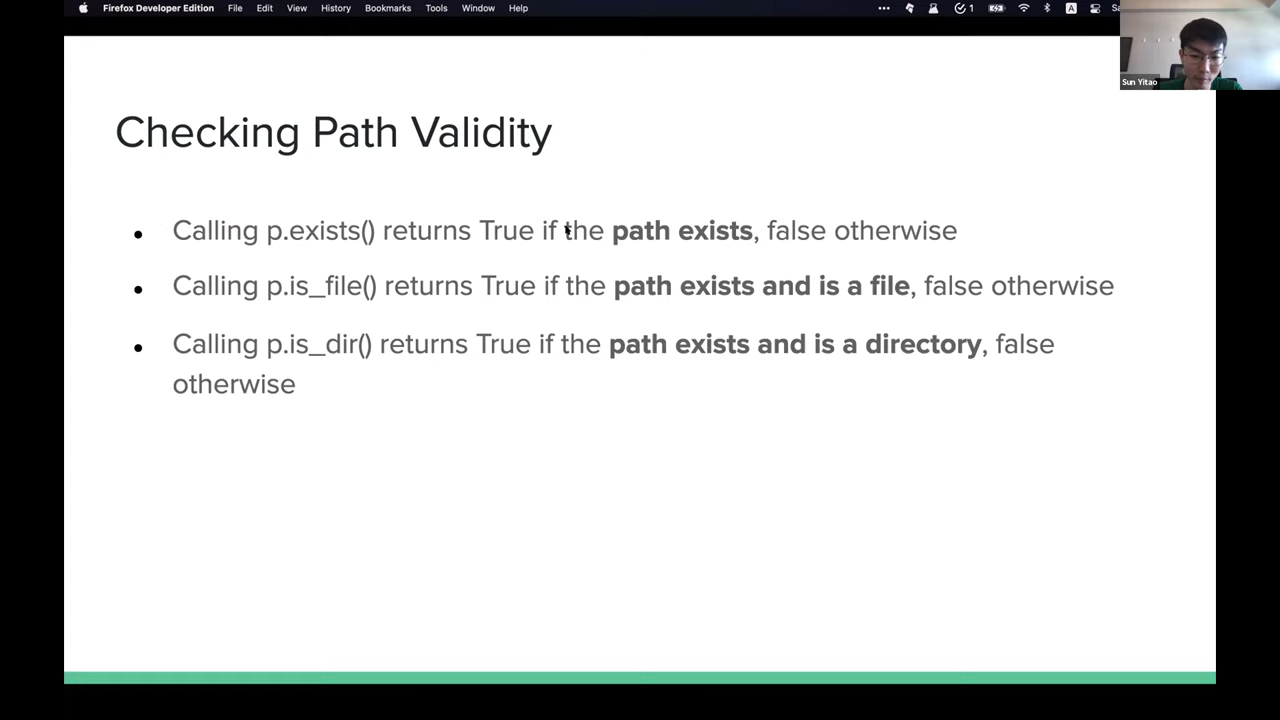 Firefox Developer Edition File Edit View History Bookmarks Tools Window Help ••• 1 A Sa
Sun Yitao
Checking Path Validity
• Calling p.exists() returns True if the path exists, false otherwise
• Calling p.is_file() returns True if the path exists and is a file, false otherwise
• Calling p.is_dir() returns True if the path exists and is a directory, false
otherwise